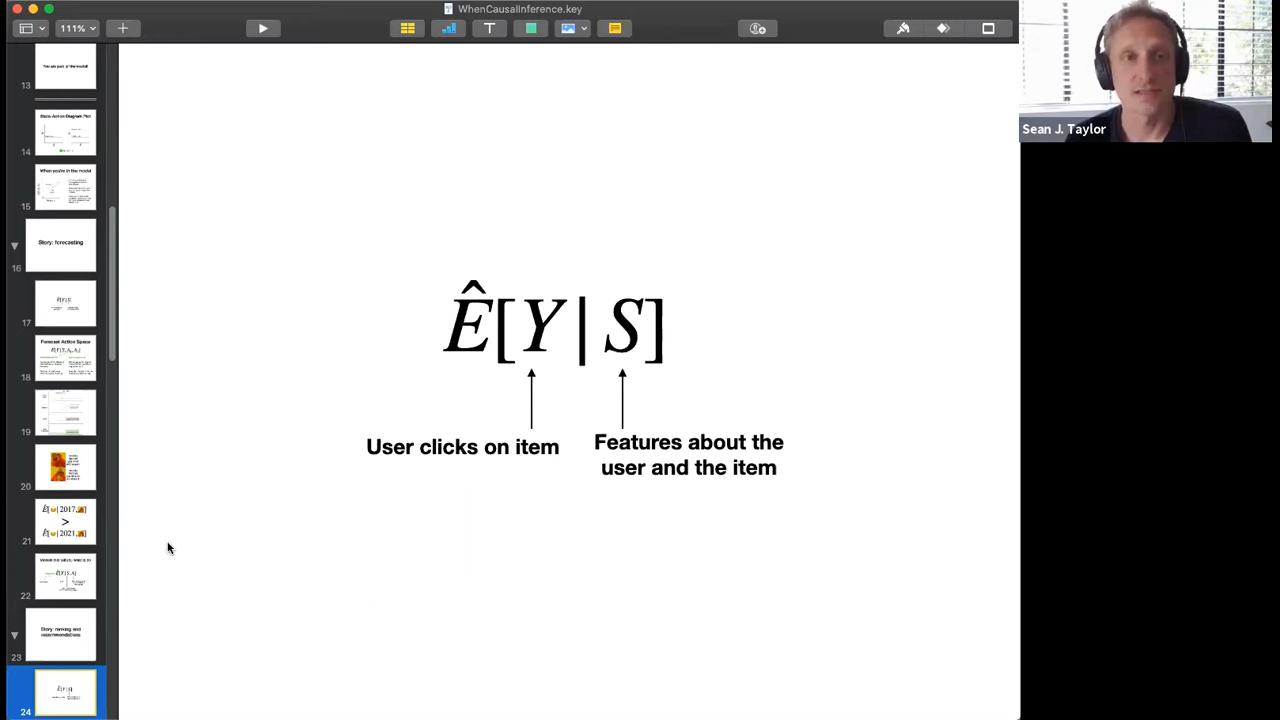 WhenCausalInference.key
111%
Sean J. Taylor
You are part of the model!
13
State-Action Diagram Plot
14
When you're in the model
15
Story: forecasting
16
17
Forecast Action Space
18
19
20
Ê[😀| 2017,
>
Ê[😀| 2021,
21
22
Story: ranking and
recommendations
23
Ê[Y|S]
24
Ê[Y | S]
User clicks on item
Features about the
user and the item